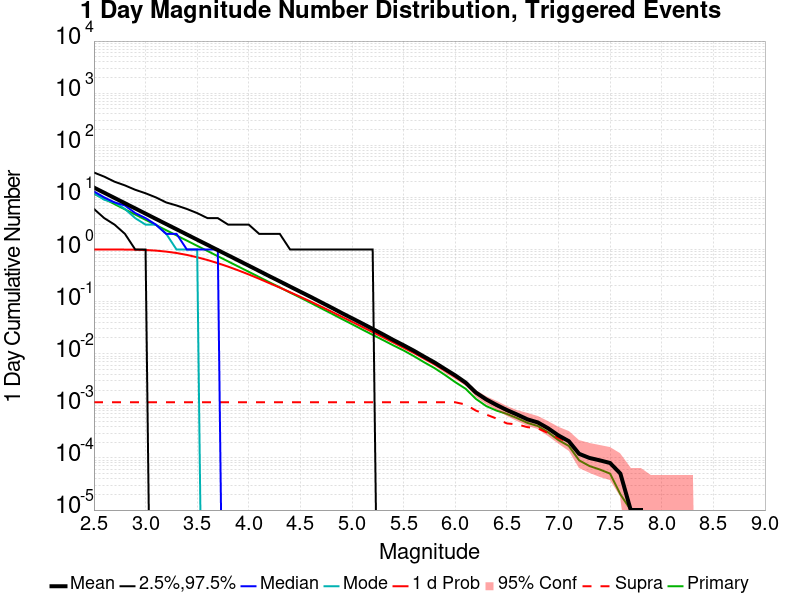 1 Day Magnitude Number Distribution, Triggered Events
1 Day Cumulative Number
10^4
10^3
10^2
10^1
10^0
10^-1
10^-2
10^-3
10^-4
10^-5
2.5 3.0 3.5 4.0 4.5 5.0 5.5 6.0 6.5 7.0 7.5 8.0 8.5 9.0
Magnitude
Mean 2.5%,97.5% Median Mode 1 d Prob 95% Conf Supra Primary